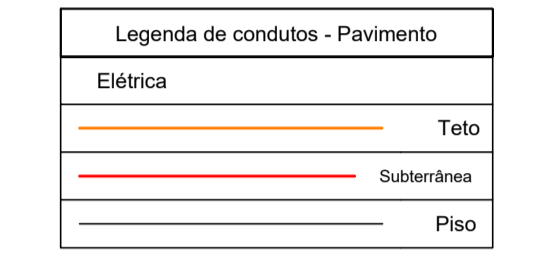 Legenda de condutos - Pavimento
Elétrica
Teto
Subterrânea
Piso